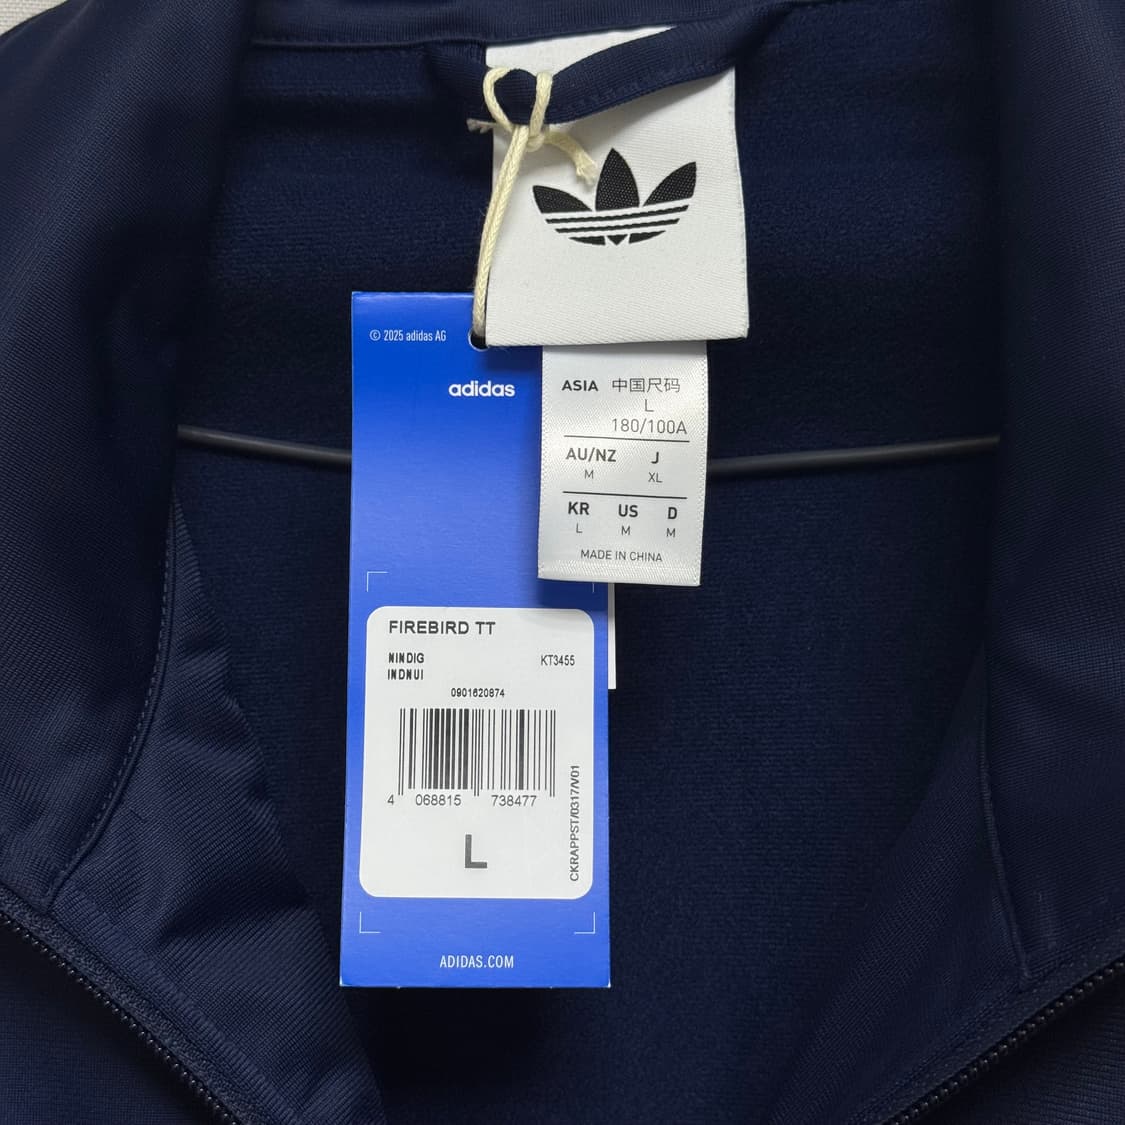 © 2025 adidas AG
adidas
ASIA 中国尺码
L
180/100A
AU/NZ J
M XL
KR US D
L M M
MADE IN CHINA
FIREBIRD TT
NINDIG KT3455
INDNUI
0901620874
4 068815 738477
L
CKRAPPST/0317/V01
ADIDAS.COM